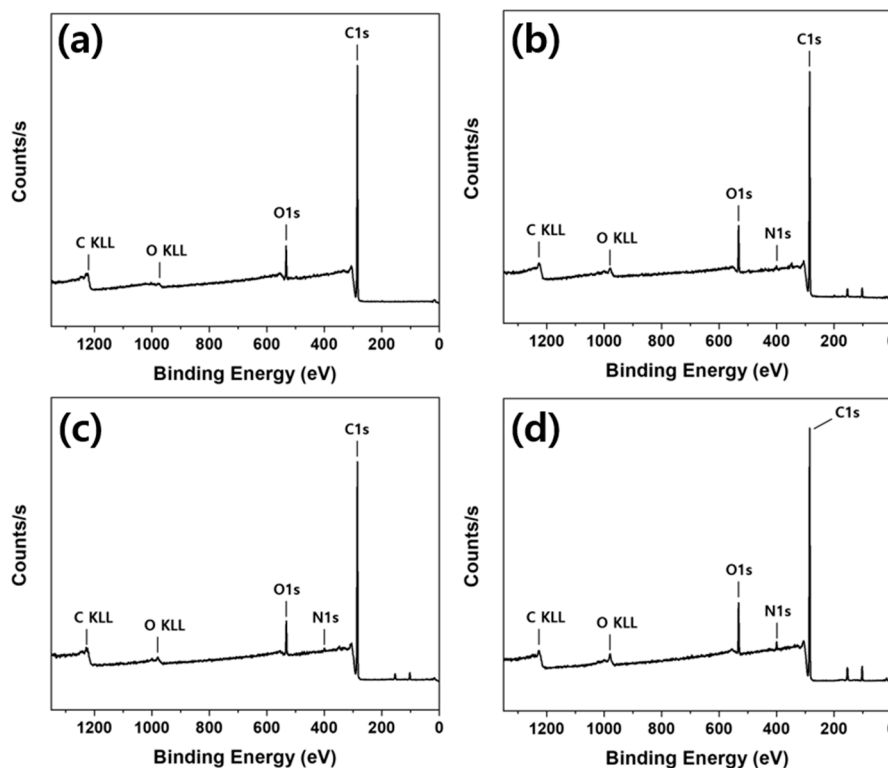 (a)
C1s
O1s
C KLL
O KLL
Counts/s
1200 1000 800 600 400 200 0
Binding Energy (eV)
(b)
C1s
O1s
C KLL
O KLL
N1s
Counts/s
1200 1000 800 600 400 200
Binding Energy (eV)
(c)
C1s
O1s
N1s
C KLL
O KLL
Counts/s
1200 1000 800 600 400 200 0
Binding Energy (eV)
(d)
C1s
O1s
N1s
C KLL
O KLL
Counts/s
1200 1000 800 600 400 200
Binding Energy (eV)